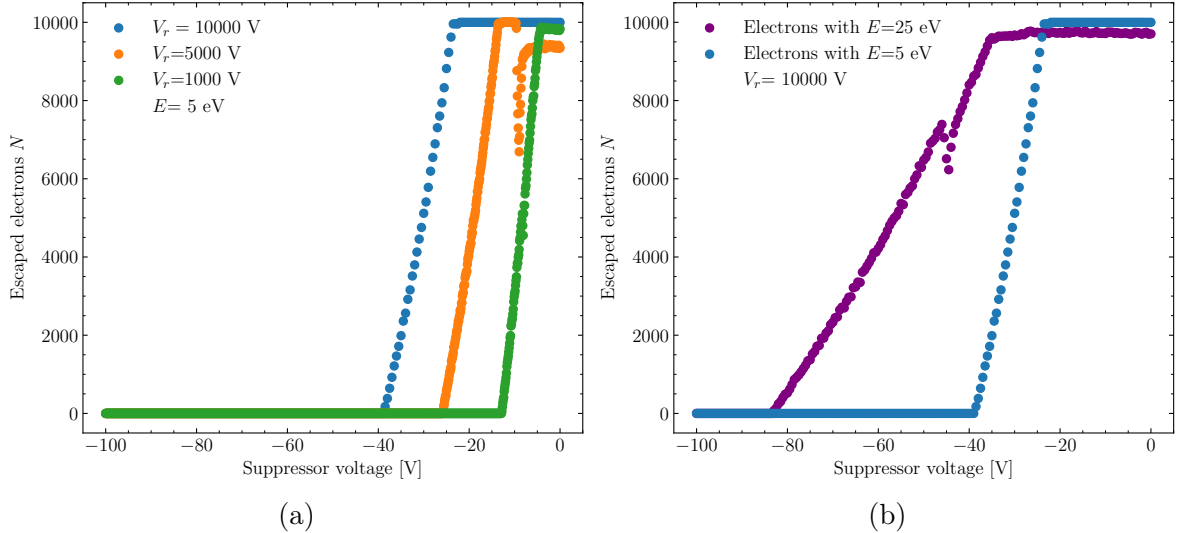 10000
8000
6000
4000
2000
0
Escaped electrons N
V_r = 10000 V
V_r=5000 V
V_r=1000 V
E= 5 eV
−100
−80
−60
−40
−20
0
Suppressor voltage [V]
(a)
10000
8000
6000
4000
2000
0
Escaped electrons N
Electrons with E=25 eV
Electrons with E=5 eV
V_r= 10000 V
−100
−80
−60
−40
−20
0
Suppressor voltage [V]
(b)